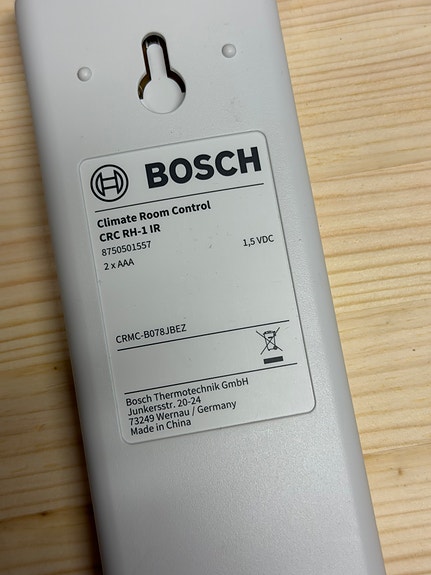 BOSCH
Climate Room Control
CRC RH-1 IR
8750501557
2 x AAA 1,5 VDC
CRMC-B078JBEZ
Bosch Thermotechnik GmbH
Junkersstr. 20-24
73249 Wernau / Germany
Made in China